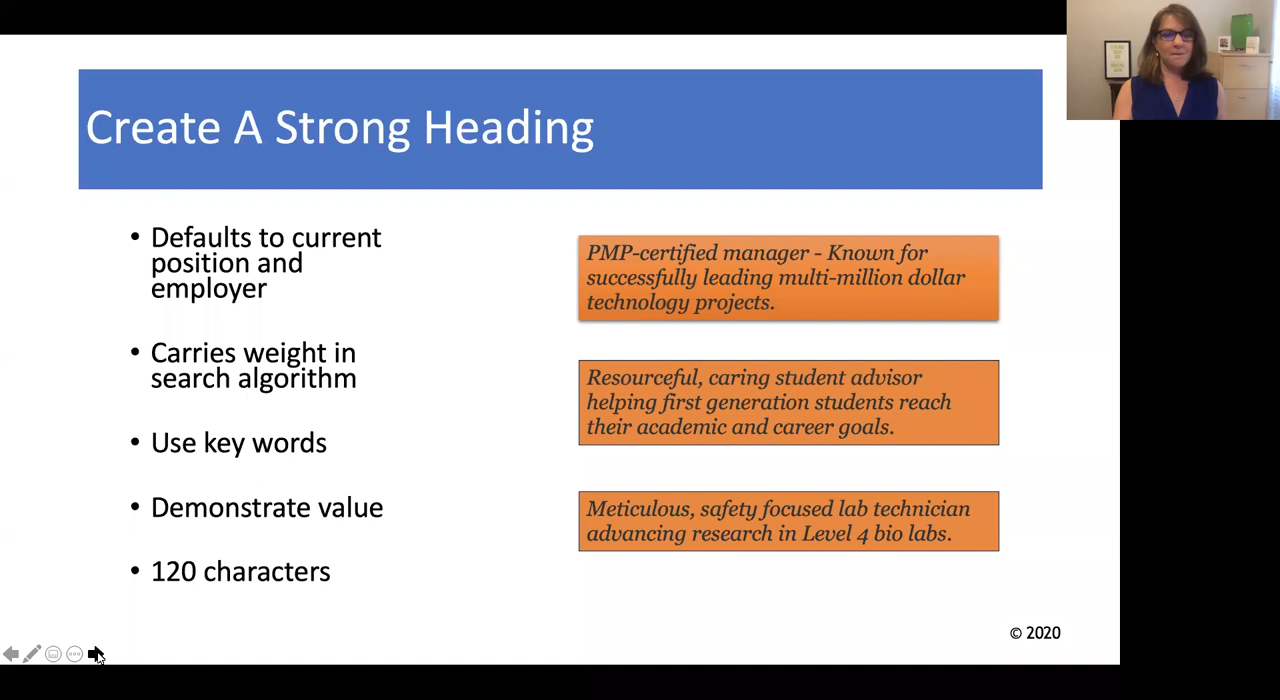 Create A Strong Heading
• Defaults to current
position and
employer
• Carries weight in
search algorithm
• Use key words
• Demonstrate value
• 120 characters
PMP-certified manager - Known for
successfully leading multi-million dollar
technology projects.
Resourceful, caring student advisor
helping first generation students reach
their academic and career goals.
Meticulous, safety focused lab technician
advancing research in Level 4 bio labs.
© 2020